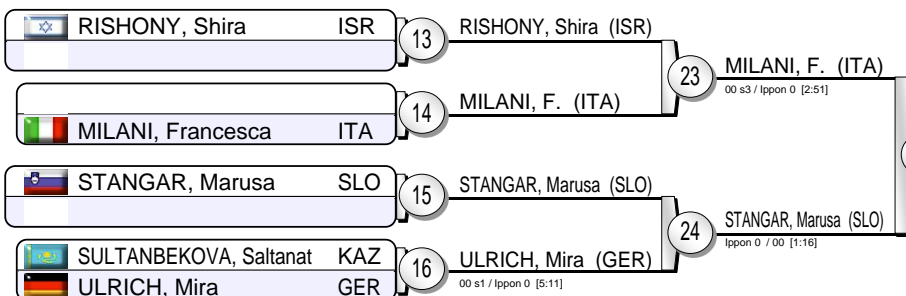 RISHONY, Shira ISR
13
RISHONY, Shira (ISR)
23
MILANI, F. (ITA)
00 s3 / Ippon 0 [2:51]
MILANI, Francesca ITA
14
MILANI, F. (ITA)
STANGAR, Marusa SLO
15
STANGAR, Marusa (SLO)
24
STANGAR, Marusa (SLO)
Ippon 0 / 00 [1:16]
SULTANBEKOVA, Saltanat KAZ
ULRICH, Mira GER
16
ULRICH, Mira (GER)
00 s1 / Ippon 0 [5:11]